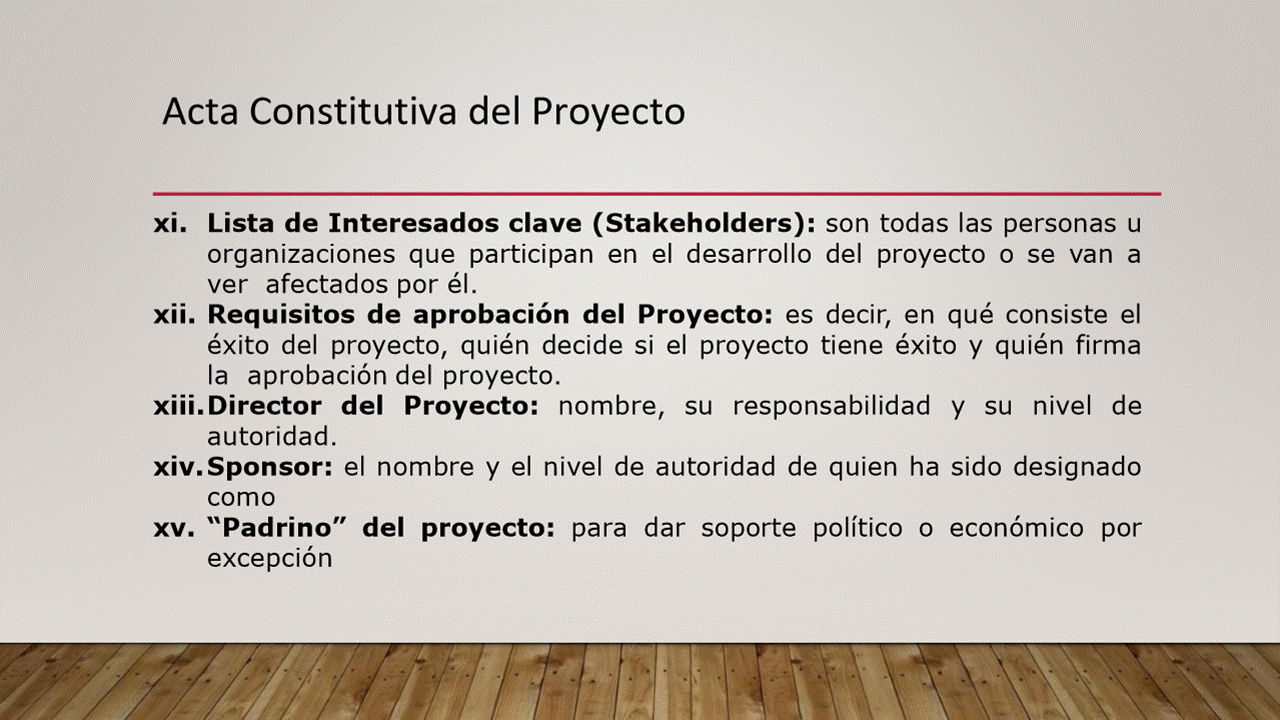 Acta Constitutiva del Proyecto
xi. Lista de Interesados clave (Stakeholders): son todas las personas u
organizaciones que participan en el desarrollo del proyecto o se van a
ver afectados por él.
xii. Requisitos de aprobación del Proyecto: es decir, en qué consiste el
éxito del proyecto, quién decide si el proyecto tiene éxito y quién firma
la aprobación del proyecto.
xiii. Director del Proyecto: nombre, su responsabilidad y su nivel de
autoridad.
xiv. Sponsor: el nombre y el nivel de autoridad de quien ha sido designado
como
xv. “Padrino” del proyecto: para dar soporte político o económico por
excepción